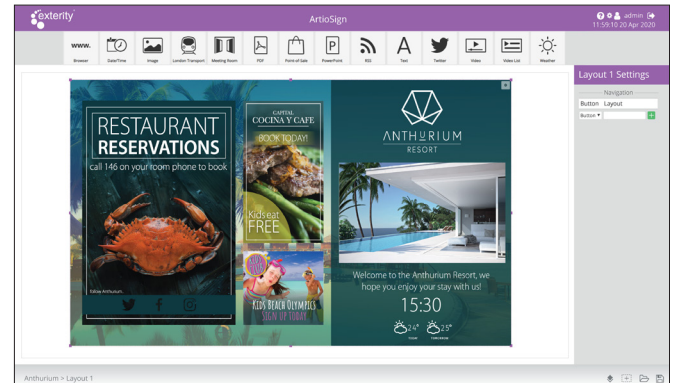 exterity
ArtioSign
admin
11:59:10 20 Apr 2020
www.
Browser
Date/Time
Image
London Transport
Meeting Room
PDF
Point-of-Sale
PowerPoint
RSS
Text
Twitter
Video
Video List
Weather
Layout 1 Settings
Navigation
Button Layout
Button
RESTAURANT
RESERVATIONS
call 146 on your room phone to book
follow Anthurium.
CAPITAL
COCINA Y CAFE
BOOK TODAY!
Kids eat
FREE
KIDS BEACH OLYMPICS
SIGN UP TODAY
ANTHURIUM
RESORT
Welcome to the Anthurium Resort, we
hope you enjoy your stay with us!
15:30
24° 25°
TODAY TOMORROW
Anthurium > Layout 1